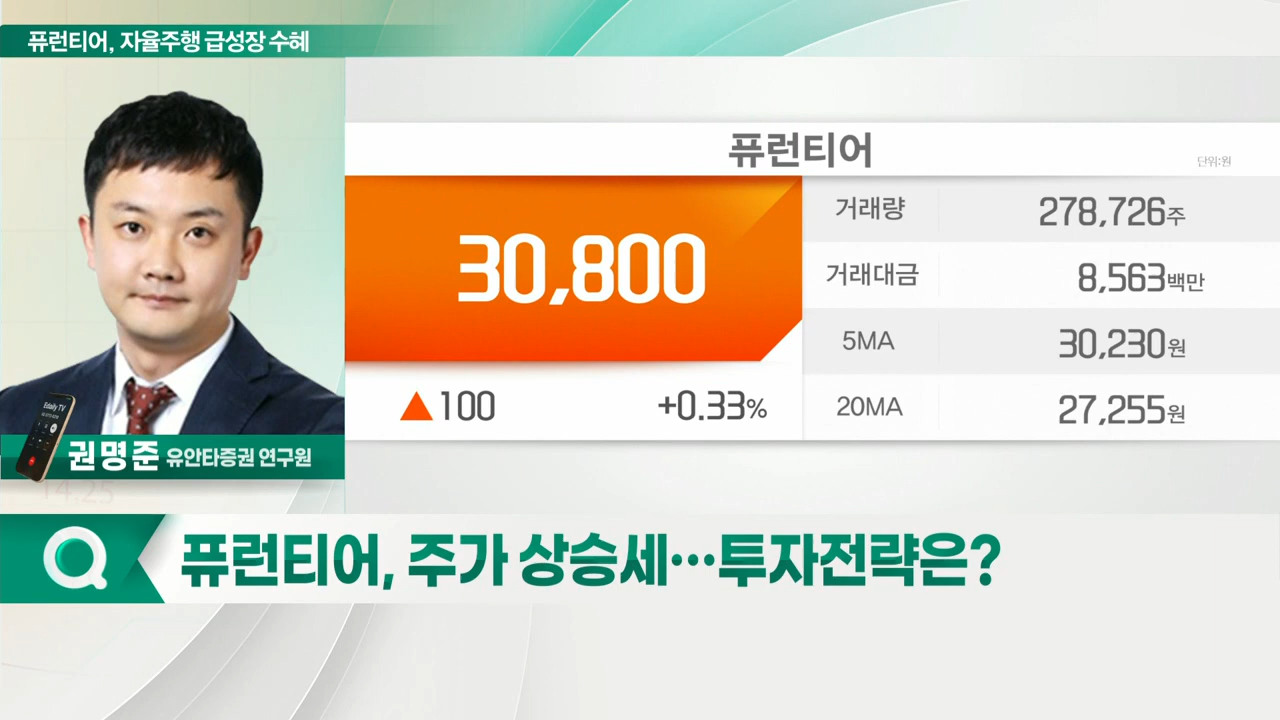 퓨런티어, 자율주행 급성장 수혜
퓨런티어
단위:원
30,800
▲100 +0.33%
거래량 278,726주
거래대금 8,563백만
5MA 30,230원
20MA 27,255원
Edaily TV
권명준 유안타증권 연구원
14.25
퓨런티어, 주가 상승세…투자전략은?